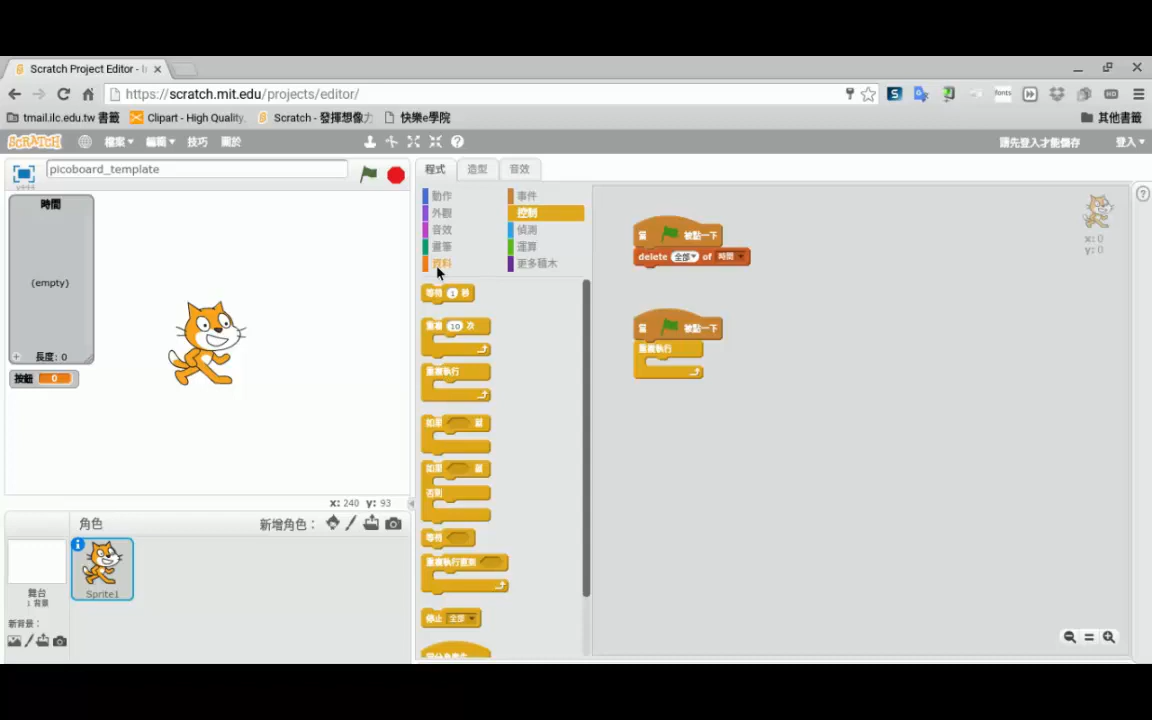 Scratch Project Editor - I
https://scratch.mit.edu/projects/editor/
fonts
tmail.ilc.edu.tw 書籤
Clipart - High Quality,
Scratch - 發揮想像力
快樂e學院
其他書籤
SCRATCH
檔案▼
編輯▼
技巧
關於
請先登入才能儲存
登入▼
picoboard_template
v444
程式
造型
音效
時間
(empty)
+ 長度: 0
按鈕 0
動作
外觀
音效
畫筆
資料
事件
控制
偵測
運算
更多積木
等待 1 秒
重複 10 次
重複執行
如果 就
如果 就
否則
等待
重複執行直到
停止 全部
當 被點一下
delete 全部 of 時間
當 被點一下
重複執行
x: 0
y: 0
x: 240 y: 93
角色
新增角色：
Sprite1
舞台
1 背景
新背景：